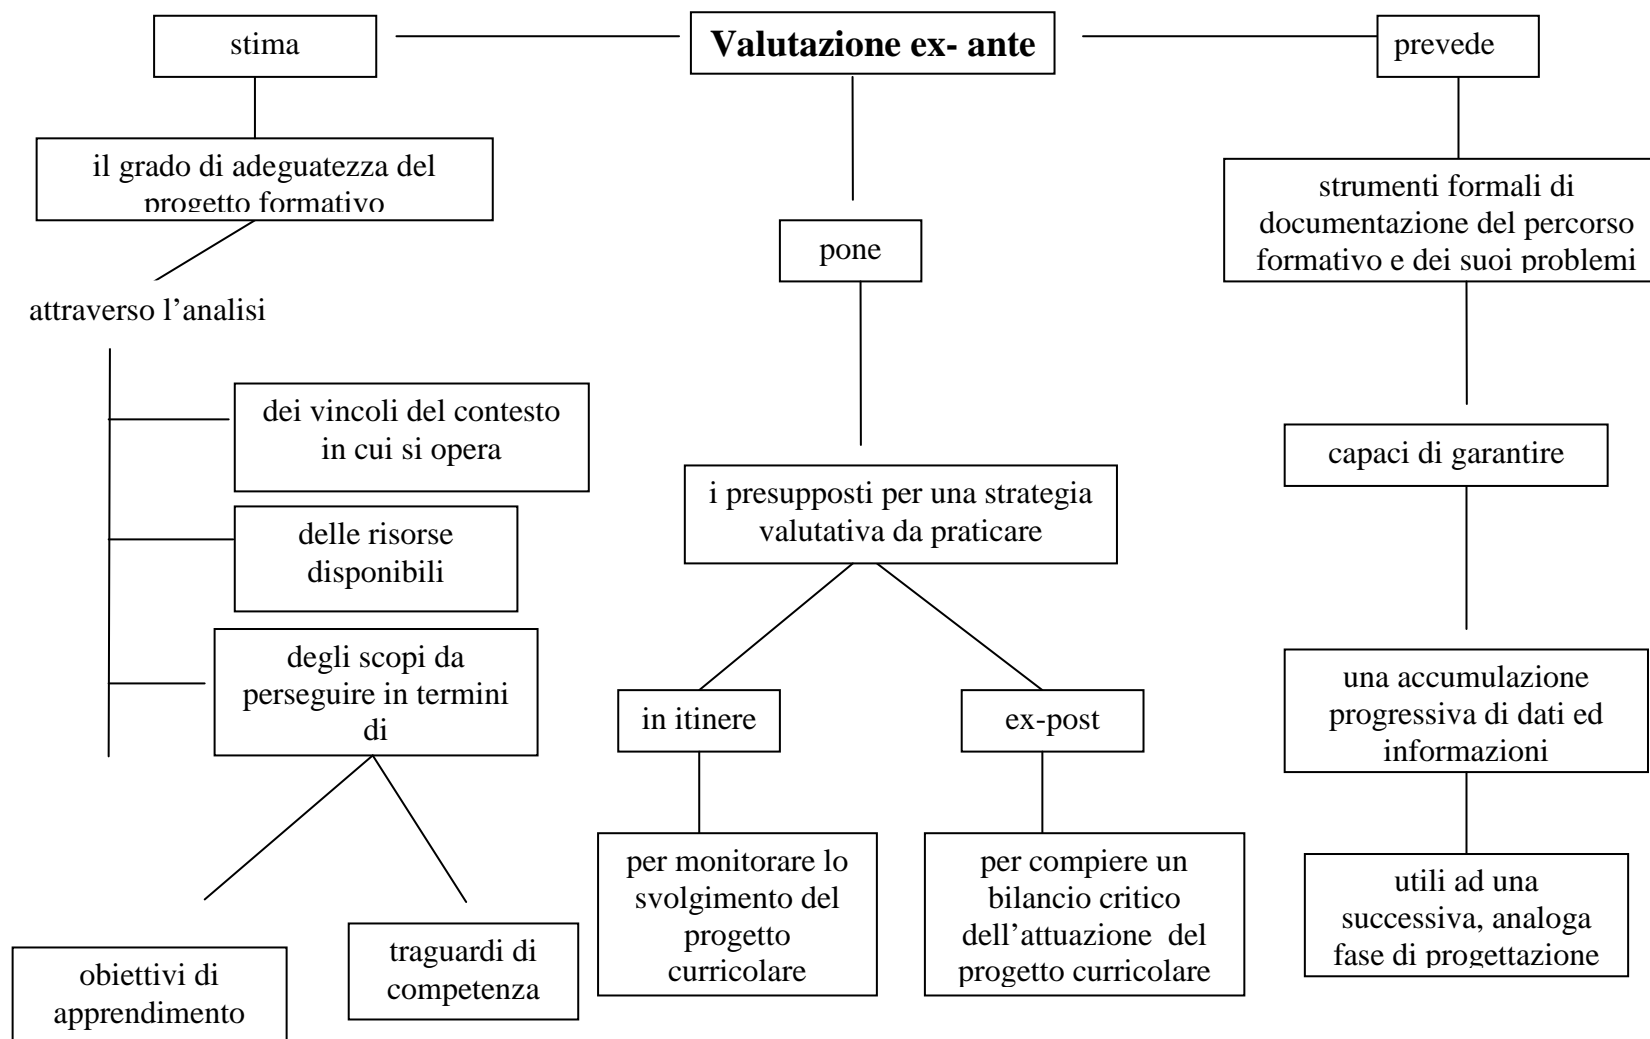 stima
Valutazione ex- ante
prevede
il grado di adeguatezza del
progetto formativo
attraverso l’analisi
dei vincoli del contesto
in cui si opera
delle risorse
disponibili
degli scopi da
perseguire in termini
di
obiettivi di
apprendimento
traguardi di
competenza
pone
i presupposti per una strategia
valutativa da praticare
in itinere
per monitorare lo
svolgimento del
progetto
curricolare
ex-post
per compiere un
bilancio critico
dell’attuazione  del
progetto curricolare
strumenti formali di
documentazione del percorso
formativo e dei suoi problemi
capaci di garantire
una accumulazione
progressiva di dati ed
informazioni
utili ad una
successiva, analoga
fase di progettazione